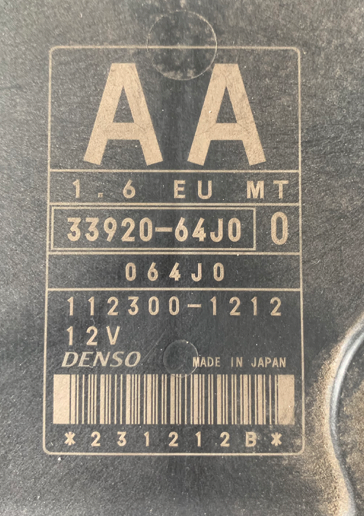 AA
1.6 EU MT
33920-64J0 0
064J0
112300-1212
12V
DENSO MADE IN JAPAN
*231212B*